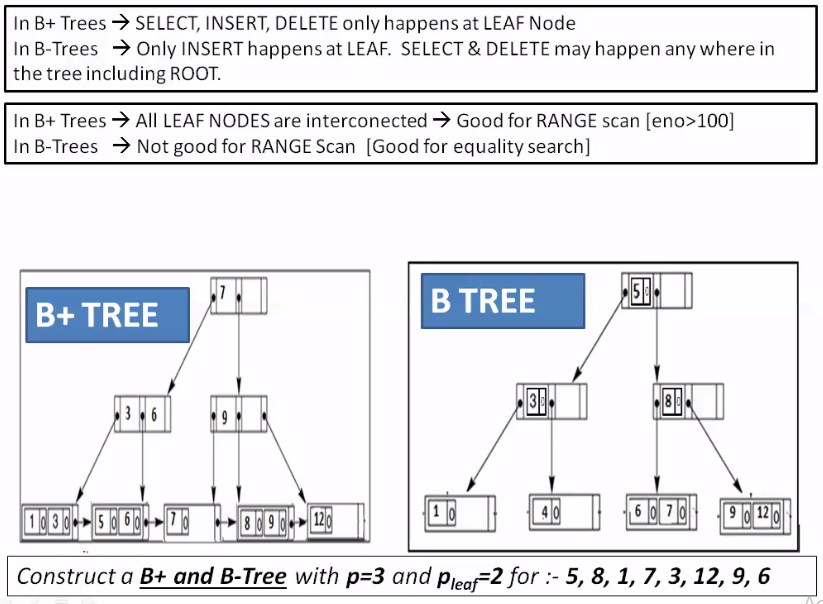 In B+ Trees → SELECT, INSERT, DELETE only happens at LEAF Node
In B-Trees → Only INSERT happens at LEAF. SELECT & DELETE may happen any where in
the tree including ROOT.
In B+ Trees → All LEAF NODES are interconected → Good for RANGE scan [eno>100]
In B-Trees → Not good for RANGE Scan [Good for equality search]
B+ TREE
7
3 6
9
1 0 3 0
5 0 6 0
7 0
8 0 9 0
12 0
B TREE
5 0
3 0
8 0
1 0
4 0
6 0 7 0
9 0 12 0
Construct a B+ and B-Tree with p=3 and pleaf=2 for :- 5, 8, 1, 7, 3, 12, 9, 6